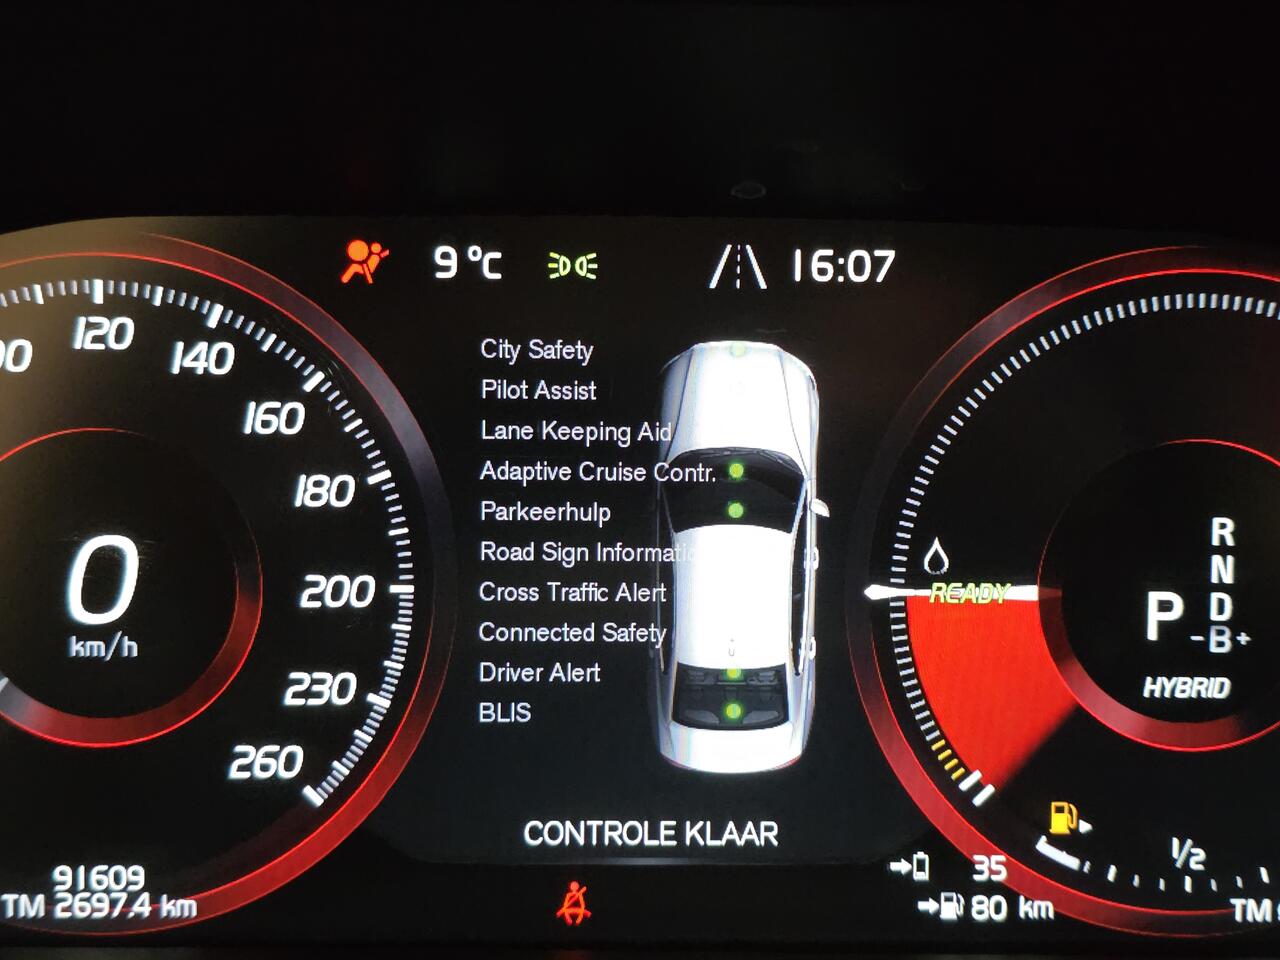 9 °C
16:07
00
120
140
160
180
200
230
260
0
km/h
City Safety
Pilot Assist
Lane Keeping Aid
Adaptive Cruise Contr.
Parkeerhulp
Road Sign Informatio
Cross Traffic Alert
Connected Safety
Driver Alert
BLIS
CONTROLE KLAAR
READY
R
N
D
P -B+
HYBRID
1/2
91609
TM 2697.4 km
35
80 km
TM